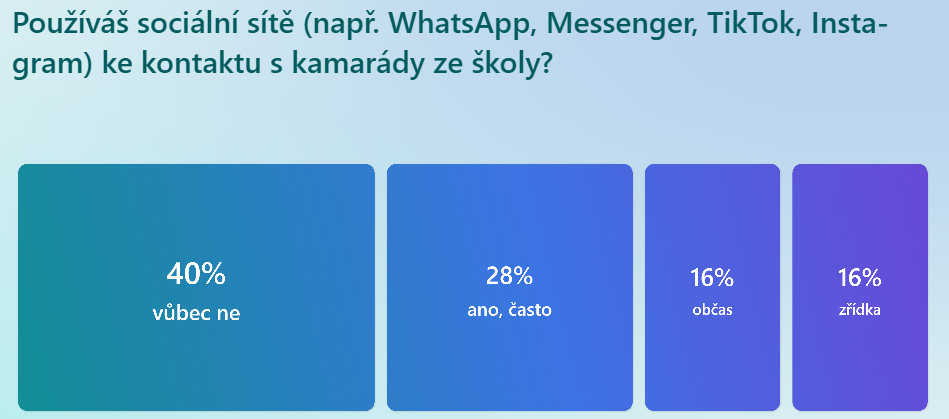 Používáš sociální sítě (např. WhatsApp, Messenger, TikTok, Insta-
gram) ke kontaktu s kamarády ze školy?
40%
vůbec ne
28%
ano, často
16%
občas
16%
zřídka